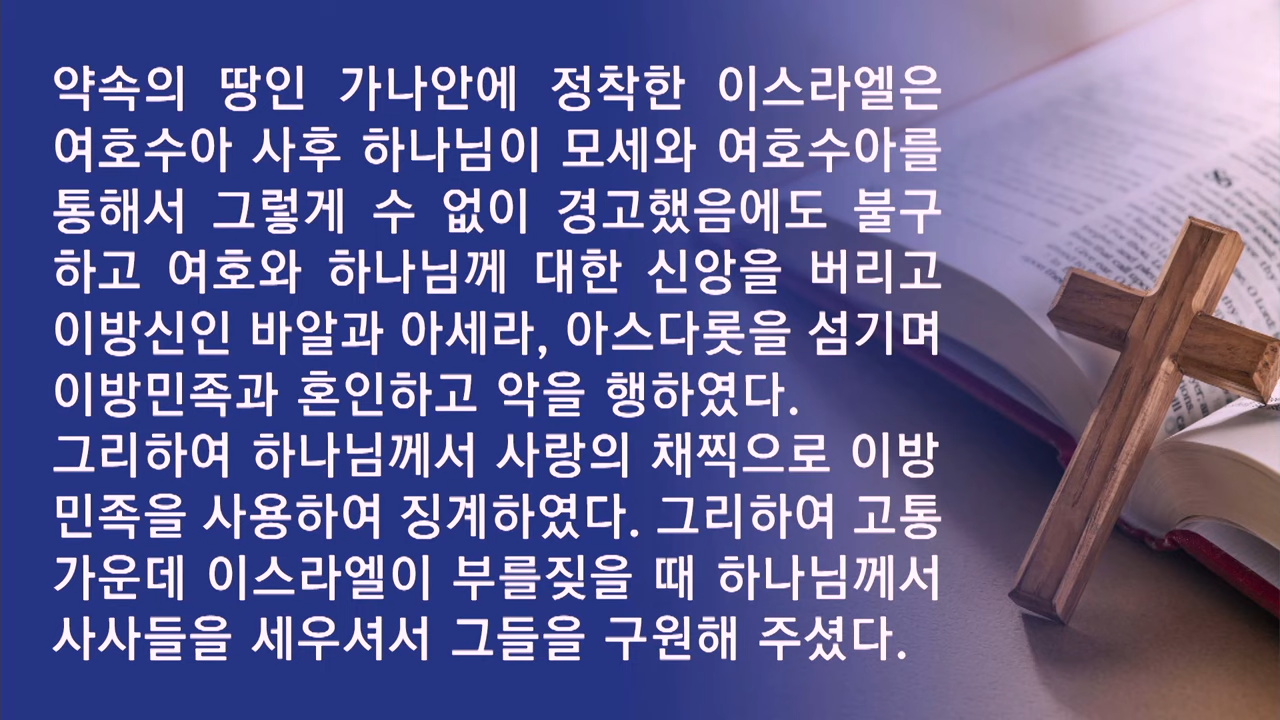 약속의 땅인 가나안에 정착한 이스라엘은
여호수아 사후 하나님이 모세와 여호수아를
통해서 그렇게 수 없이 경고했음에도 불구
하고 여호와 하나님께 대한 신앙을 버리고
이방신인 바알과 아세라, 아스다롯을 섬기며
이방민족과 혼인하고 악을 행하였다.
그리하여 하나님께서 사랑의 채찍으로 이방
민족을 사용하여 징계하였다. 그리하여 고통
가운데 이스라엘이 부를짖을 때 하나님께서
사사들을 세우셔서 그들을 구원해 주셨다.